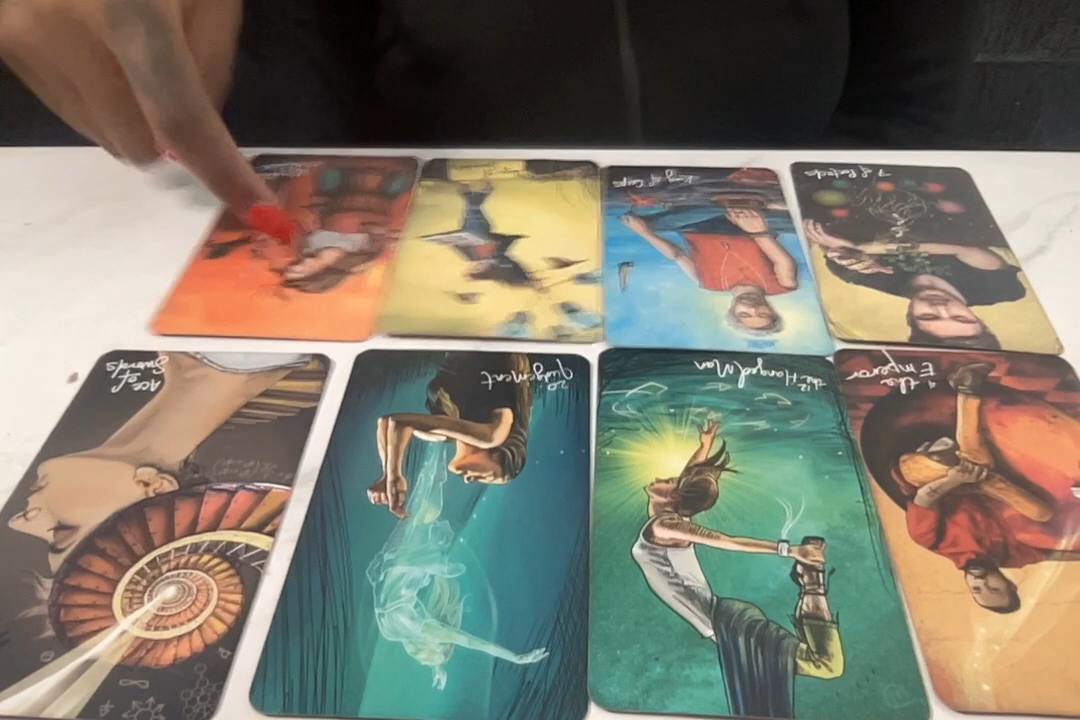 King of Cups
7 of Pentacles
Ace
of
Swords
20
Judgement
12
the Hanged Man
4 the
Emperor